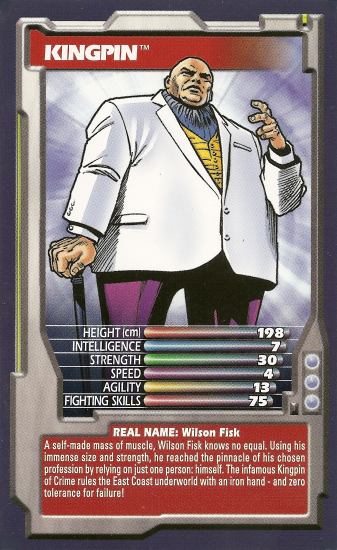 KINGPIN™
HEIGHT (cm) 198
INTELLIGENCE 7
STRENGTH 30
SPEED 4
AGILITY 13
FIGHTING SKILLS 75
REAL NAME: Wilson Fisk
A self-made mass of muscle, Wilson Fisk knows no equal. Using his
immense size and strength, he reached the pinnacle of his chosen
profession by relying on just one person: himself. The infamous Kingpin
of Crime rules the East Coast underworld with an iron hand - and zero
tolerance for failure!